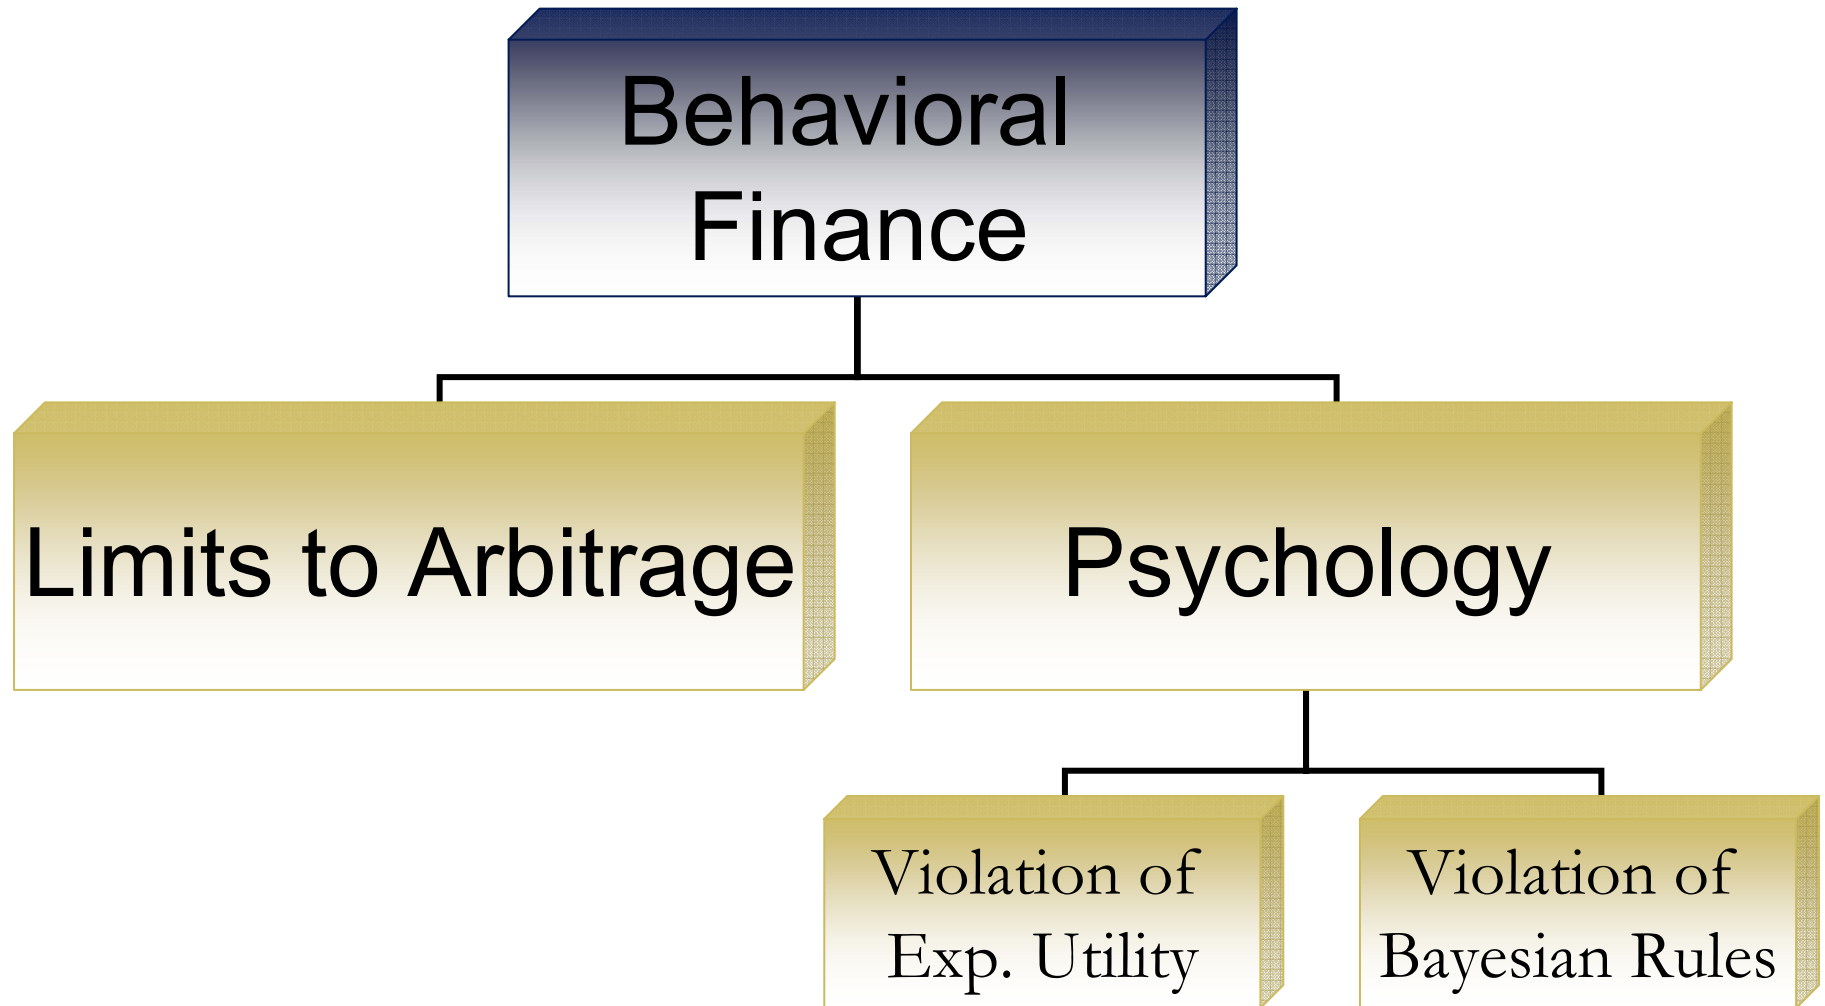 Behavioral
Finance
Limits to Arbitrage
Psychology
Violation of
Exp. Utility
Violation of
Bayesian Rules